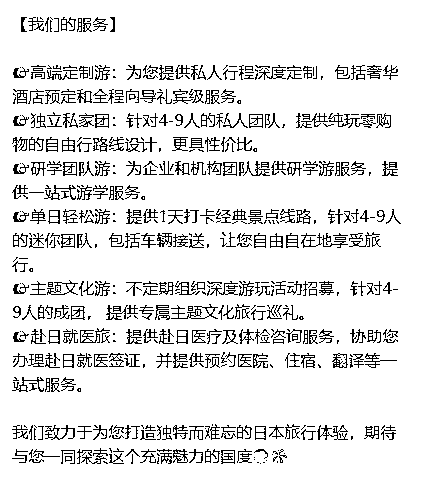 【我们的服务】
👉高端定制游：为您提供私人行程深度定制，包括奢华
酒店预定和全程向导礼宾级服务。
👉独立私家团：针对4-9人的私人团队，提供纯玩零购
物的自由行路线设计，更具性价比。
👉研学团队游：为企业和机构团队提供研学游服务，提
供一站式游学服务。
👉单日轻松游：提供1天打卡经典景点线路，针对4-9人
的迷你团队，包括车辆接送，让您自由自在地享受旅
行。
👉主题文化游：不定期组织深度游玩活动招募，针对4-
9人的成团， 提供专属主题文化旅行巡礼。
👉赴日就医旅：提供赴日医疗及体检咨询服务，协助您
办理赴日就医签证，并提供预约医院、住宿、翻译等一
站式服务。
我们致力于为您打造独特而难忘的日本旅行体验，期待
与您一同探索这个充满魅力的国度